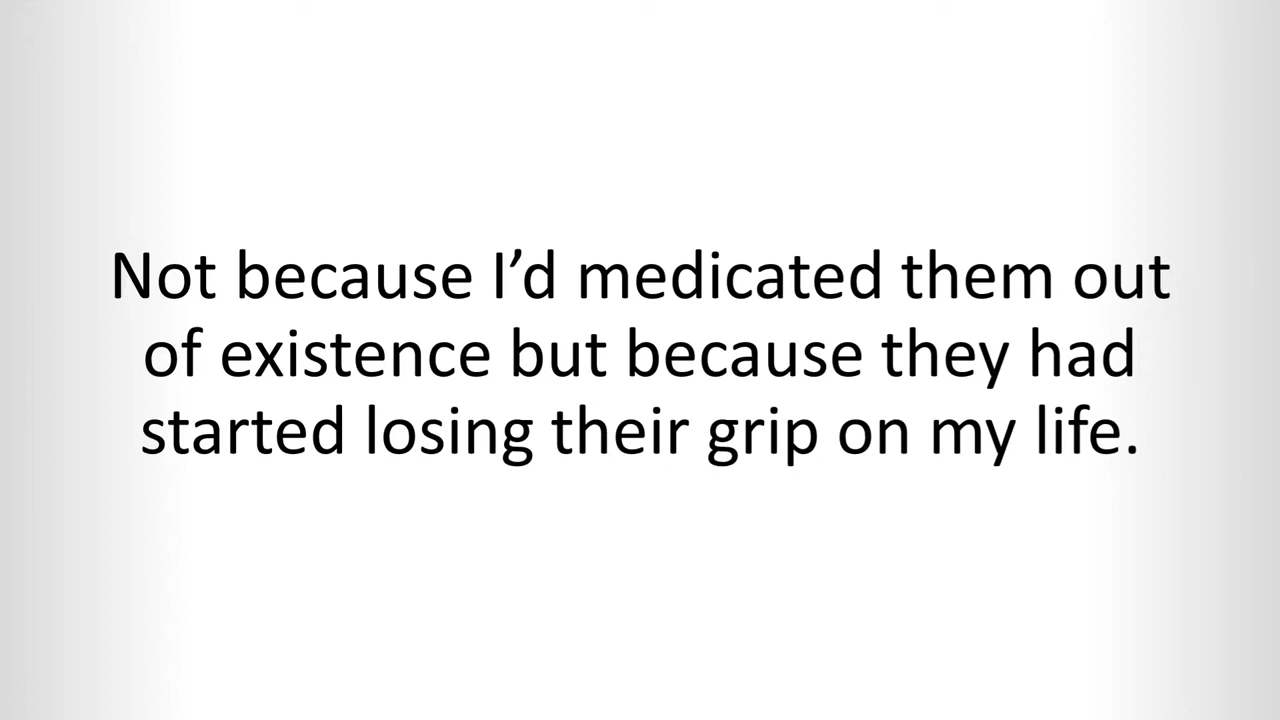 Not because I’d medicated them out
of existence but because they had
started losing their grip on my life.